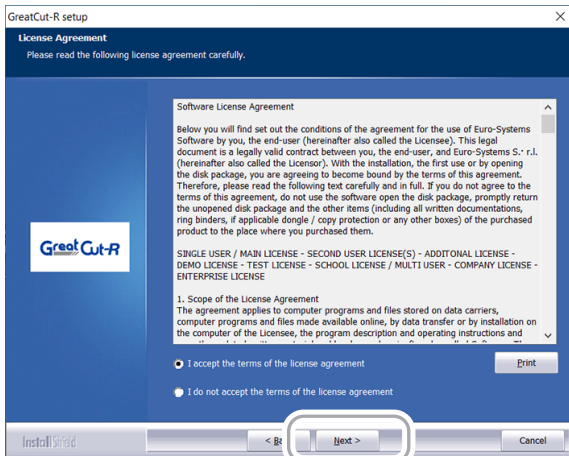 GreatCut-R setup
License Agreement
Please read the following license agreement carefully.
Software License Agreement
Below you will find set out the conditions of the agreement for the use of Euro-Systems
Software by you, the end-user (hereinafter also called the Licensee). This legal
document is a legally valid contract between you, the end-user, and Euro-Systems S.· r.l.
(hereinafter also called the Licensor). With the installation, the first use or by opening
the disk package, you are agreeing to become bound by the terms of this agreement.
Therefore, please read the following text carefully and in full. If you do not agree to the
terms of this agreement, do not use the software open the disk package, promptly return
the unopened disk package and the other items (including all written documentations,
ring binders, if applicable dongle / copy protection or any other boxes) of the purchased
product to the place where you purchased them.
SINGLE USER / MAIN LICENSE - SECOND USER LICENSE(S) - ADDITONAL LICENSE -
DEMO LICENSE - TEST LICENSE - SCHOOL LICENSE / MULTI USER - COMPANY LICENSE -
ENTERPRISE LICENSE
1. Scope of the License Agreement
The agreement applies to computer programs and files stored on data carriers,
computer programs and files made available online, by data transfer or by installation on
the computer of the Licensee, the program description and operating instructions and
Great Cut-R
I accept the terms of the license agreement
Print
I do not accept the terms of the license agreement
InstallShield
< Ba
Next >
Cancel